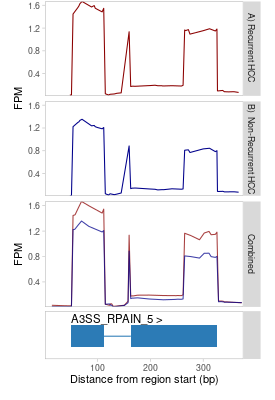 1.6
1.2
0.8
0.4
FPM
A) Recurrent HCC
1.6
1.2
0.8
0.4
B) Non-Recurrent HCC
1.6
1.2
0.8
0.4
FPM
Combined
A3SS_RPAIN_5 >
100 200 300
Distance from region start (bp)